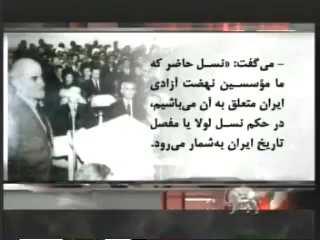 - می‌گفت: «نسل حاضر که
ما مؤسسین نهضت آزادی
ایران متعلق به آن می‌باشیم،
در حکم نسل لولا یا مفصل
تاریخ ایران به‌شمار می‌رود.